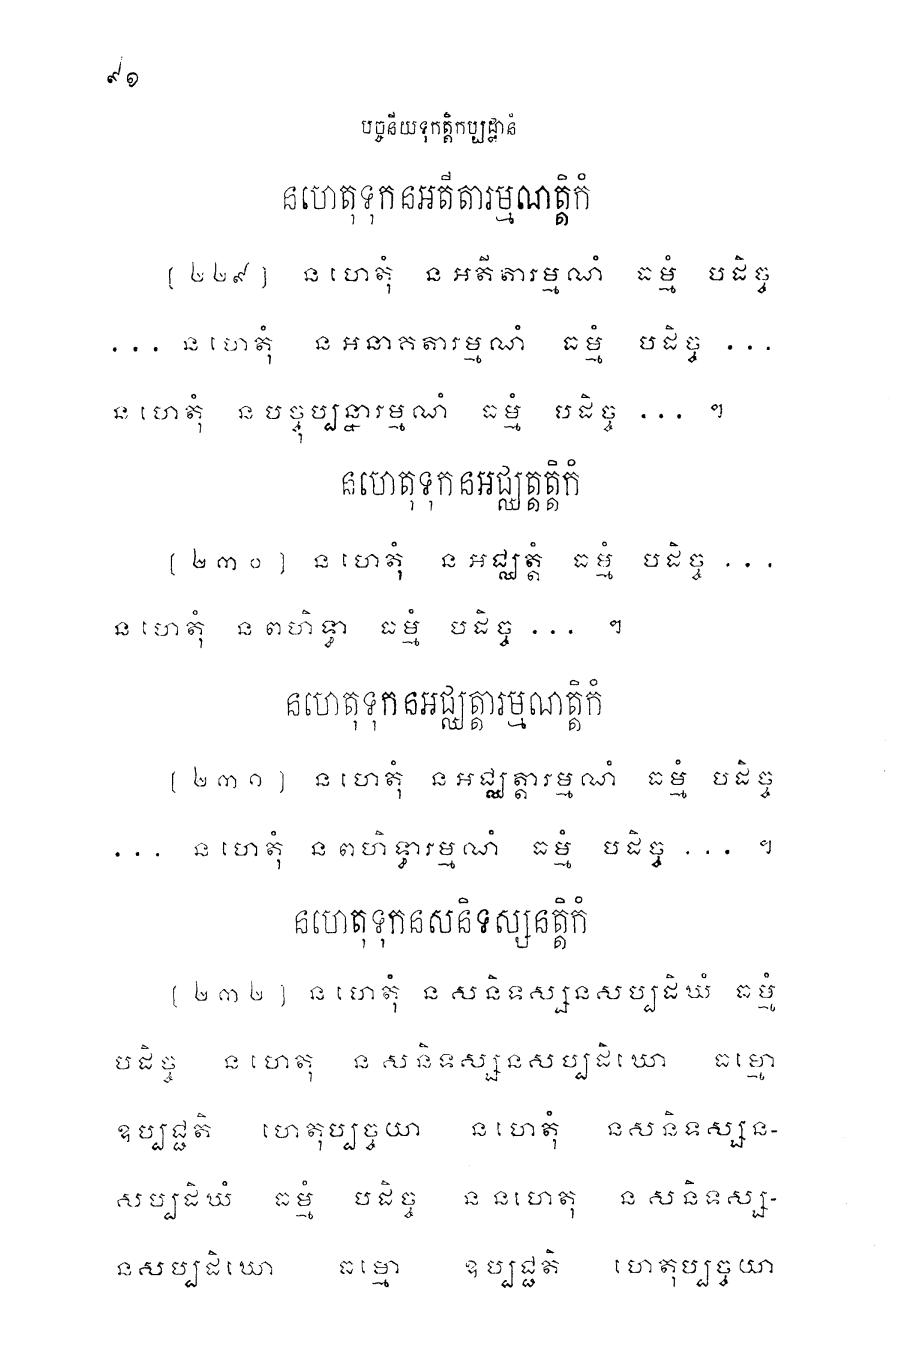 ៩១
បច្ចនីយទុកត្តិកប្បដ្ឋានំ
នហេតុទុកនអតីតារម្មណត្តិកំ
(២២៩) នហេតុំ នអតីតារម្មណំ ធម្មំ បដិច្ច
... នហេតុំ នអនាគតារម្មណំ ធម្មំ បដិច្ច ...
នហេតុំ នបច្ចុប្បន្នារម្មណំ ធម្មំ បដិច្ច ... ។
នហេតុទុកនអជ្ឈត្តត្តិកំ
(២៣០) នហេតុំ នអជ្ឈត្តំ ធម្មំ បដិច្ច ...
នហេតុំ នពហិទ្ធា ធម្មំ បដិច្ច ... ។
នហេតុទុកនអជ្ឈត្តារម្មណត្តិកំ
(២៣១) នហេតុំ នអជ្ឈត្តារម្មណំ ធម្មំ បដិច្ច
... នហេតុំ នពហិទ្ធារម្មណំ ធម្មំ បដិច្ច ... ។
នហេតុទុកនសនិទស្សនត្តិកំ
(២៣២) នហេតុំ នសនិទស្សនសប្បដិឃំ ធម្មំ
បដិច្ច នហេតុ នសនិទស្សនសប្បដិឃោ ធម្មោ
ឧប្បជ្ជតិ ហេតុប្បច្ចយា នហេតុំ នសនិទស្សន-
សប្បដិឃំ ធម្មំ បដិច្ច ននហេតុ នសនិទស្ស-
នសប្បដិឃោ ធម្មោ ឧប្បជ្ជតិ ហេតុប្បច្ចយា